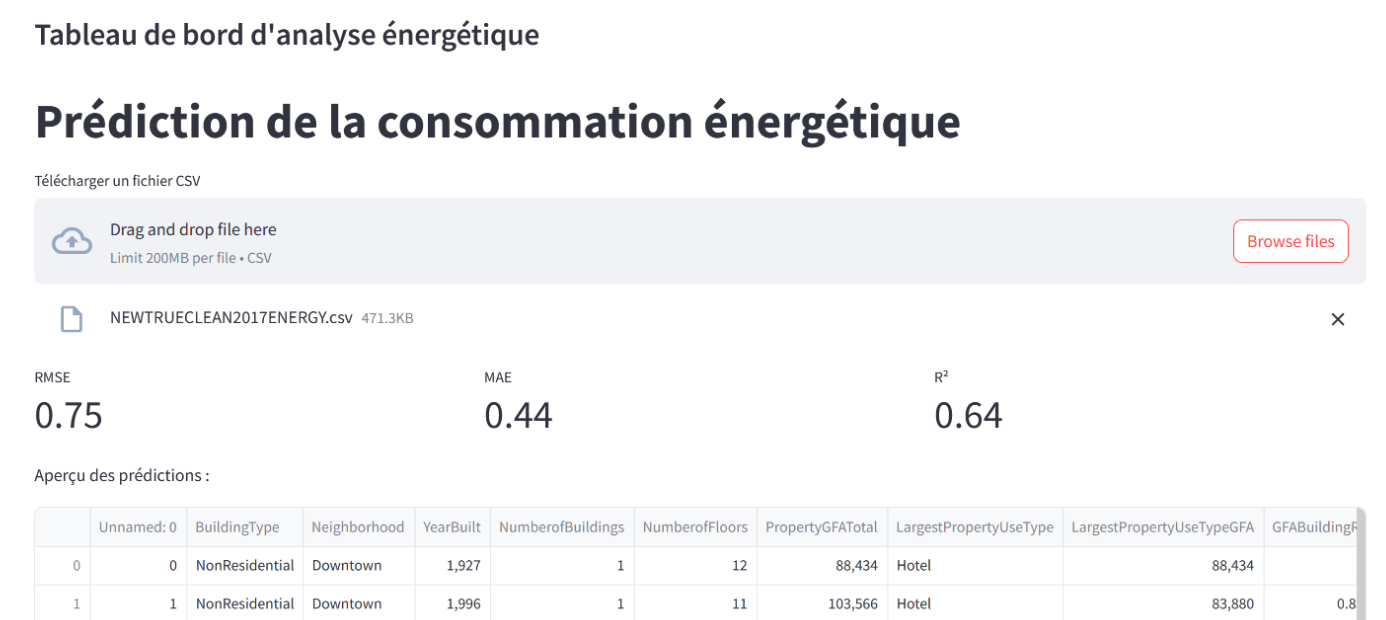 Tableau de bord d'analyse énergétique
Prédiction de la consommation énergétique
Télécharger un fichier CSV
Drag and drop file here
Limit 200MB per file • CSV
Browse files
NEWTRUECLEAN2017ENERGY.csv 471.3KB
RMSE MAE R²
0.75 0.44 0.64
Aperçu des prédictions :
Unnamed: 0 BuildingType Neighborhood YearBuilt NumberofBuildings NumberofFloors PropertyGFATotal LargestPropertyUseType LargestPropertyUseTypeGFA GFABuildingR
0 0 NonResidential Downtown 1,927 1 12 88,434 Hotel 88,434
1 1 NonResidential Downtown 1,996 1 11 103,566 Hotel 83,880 0.8